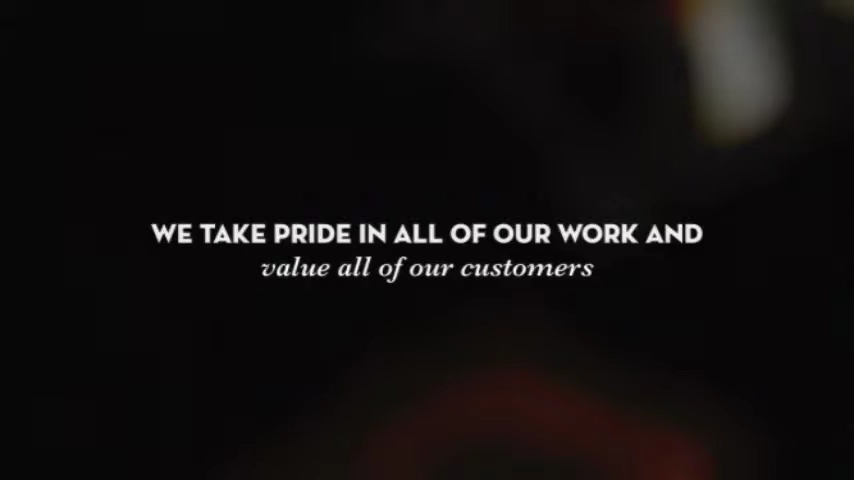 WE TAKE PRIDE IN ALL OF OUR WORK AND
value all of our customers